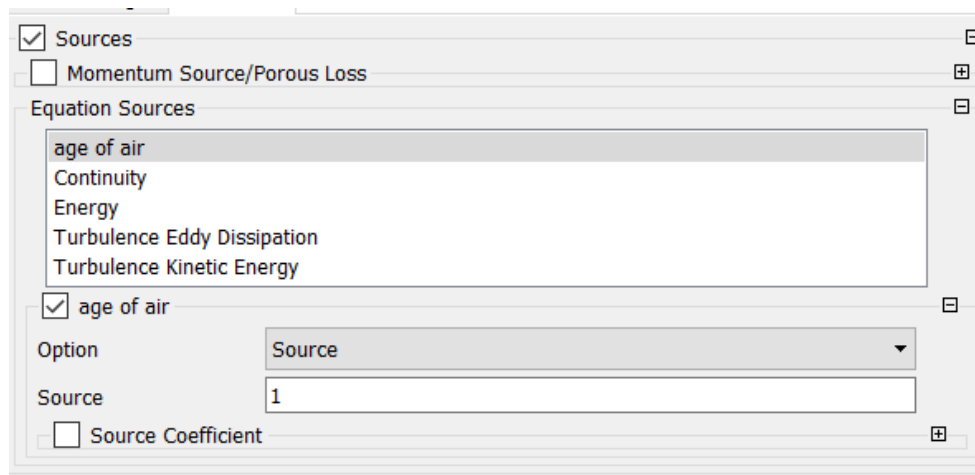 Sources
Momentum Source/Porous Loss
Equation Sources
age of air
Continuity
Energy
Turbulence Eddy Dissipation
Turbulence Kinetic Energy
age of air
Option Source
Source 1
Source Coefficient